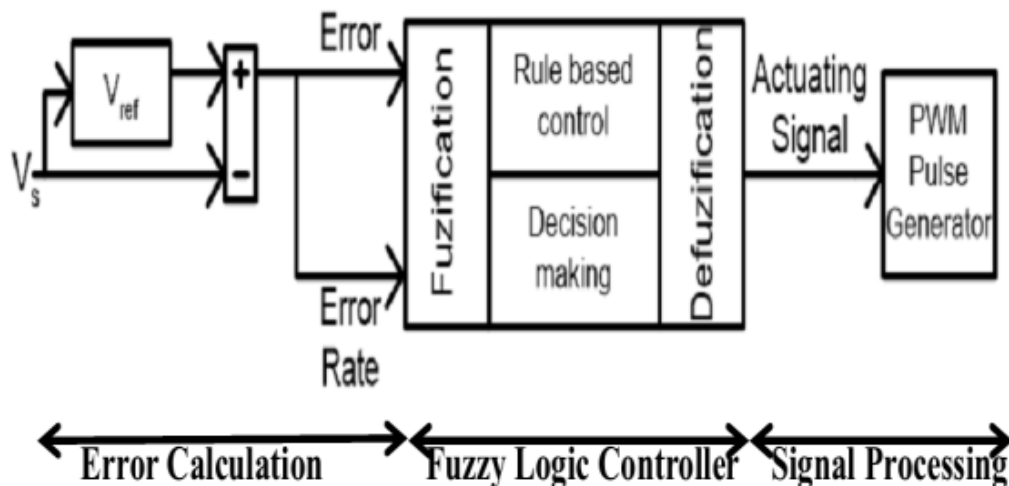 V_s
V_ref
+
-
Error
Error
Rate
Fuzification
Rule based
control
Decision
making
Defuzification
Actuating
Signal
PWM
Pulse
Generator
Error Calculation
Fuzzy Logic Controller
Signal Processing